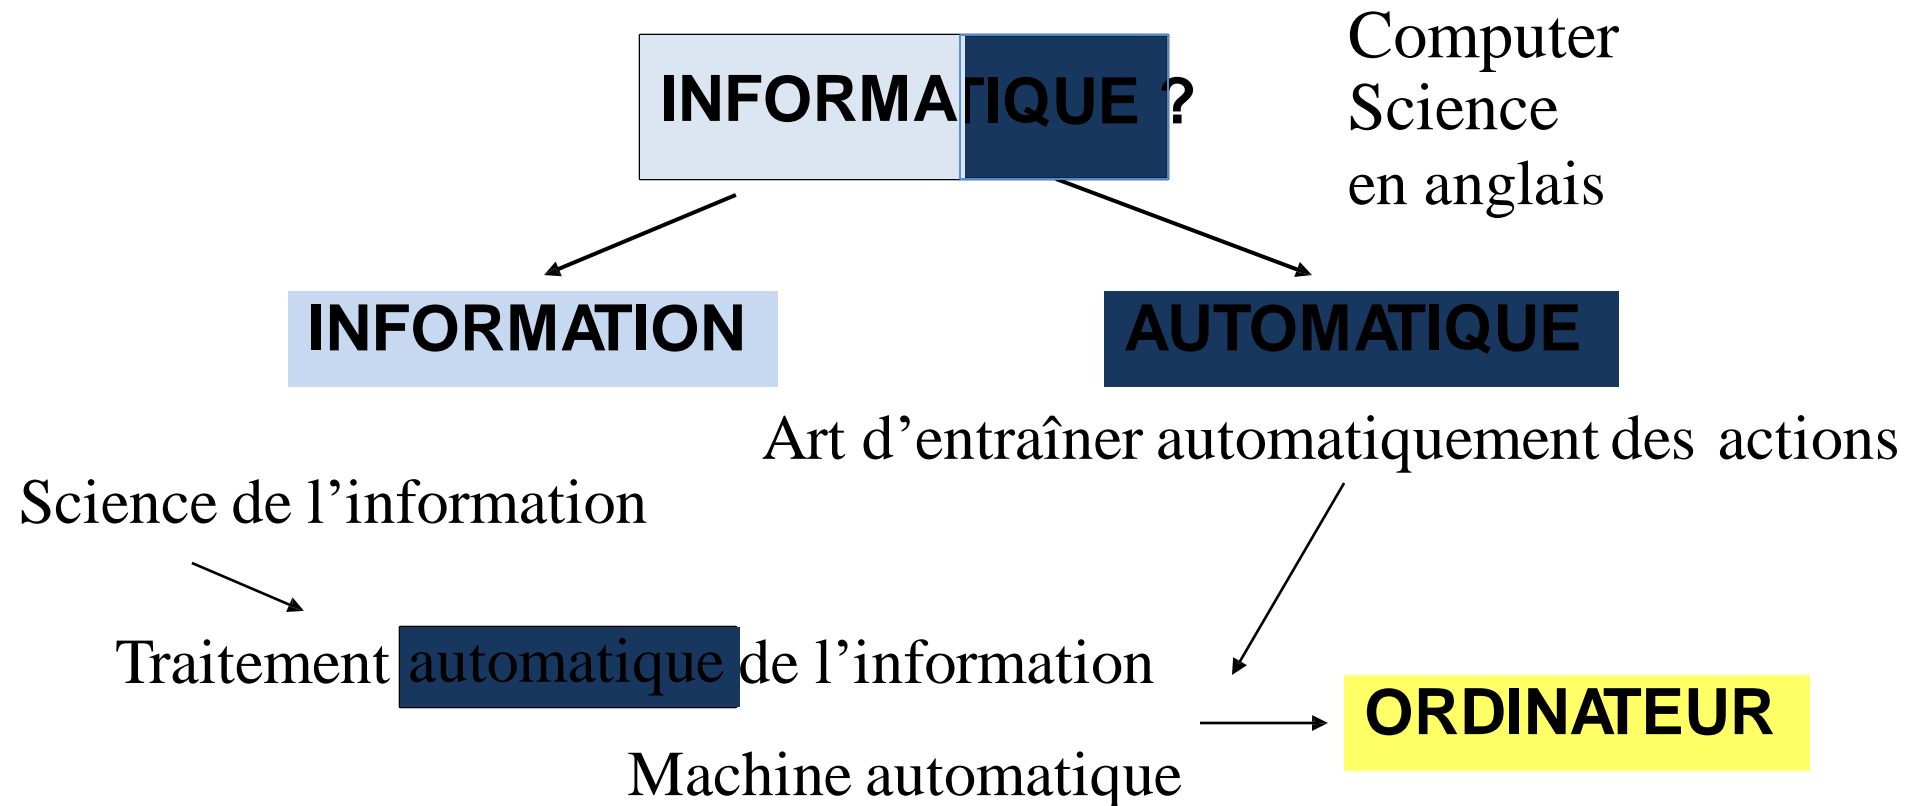 INFORMATIQUE ?
Computer
Science
en anglais
INFORMATION
AUTOMATIQUE
Art d’entraîner automatiquement des actions
Science de l’information
Traitement automatique de l’information
ORDINATEUR
Machine automatique